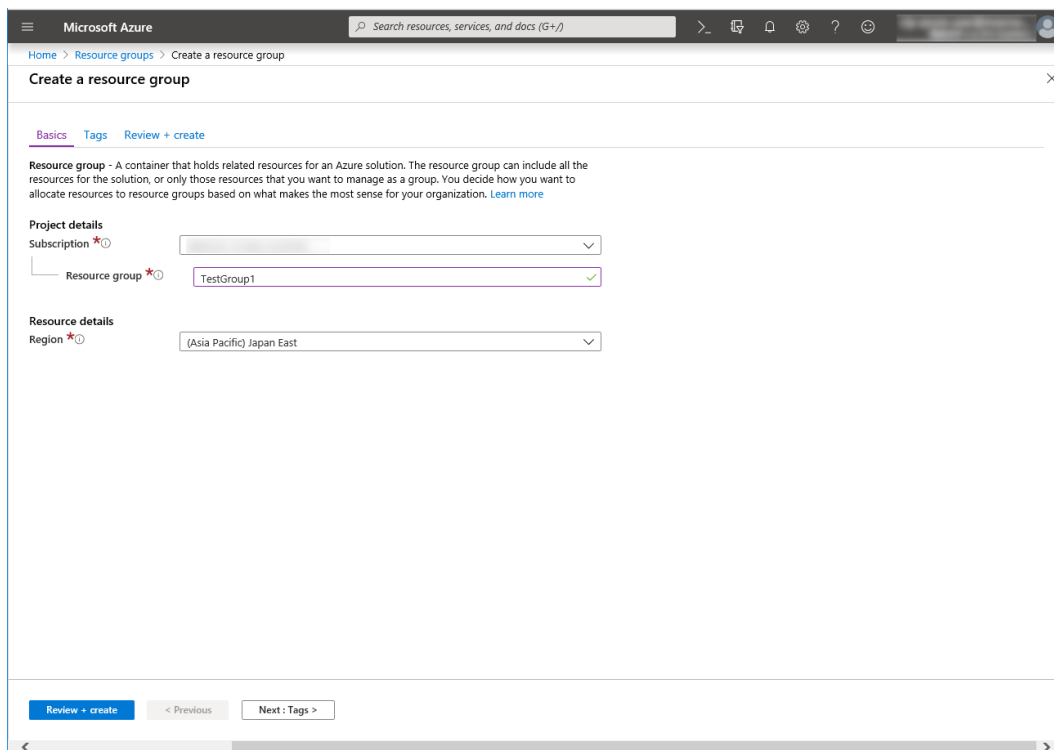 Microsoft Azure
Search resources, services, and docs (G+/)
Home > Resource groups > Create a resource group
Create a resource group
Basics Tags Review + create
Resource group - A container that holds related resources for an Azure solution. The resource group can include all the
resources for the solution, or only those resources that you want to manage as a group. You decide how you want to
allocate resources to resource groups based on what makes the most sense for your organization. Learn more
Project details
Subscription *
Resource group *
TestGroup1
Resource details
Region *
(Asia Pacific) Japan East
Review + create
< Previous
Next : Tags >